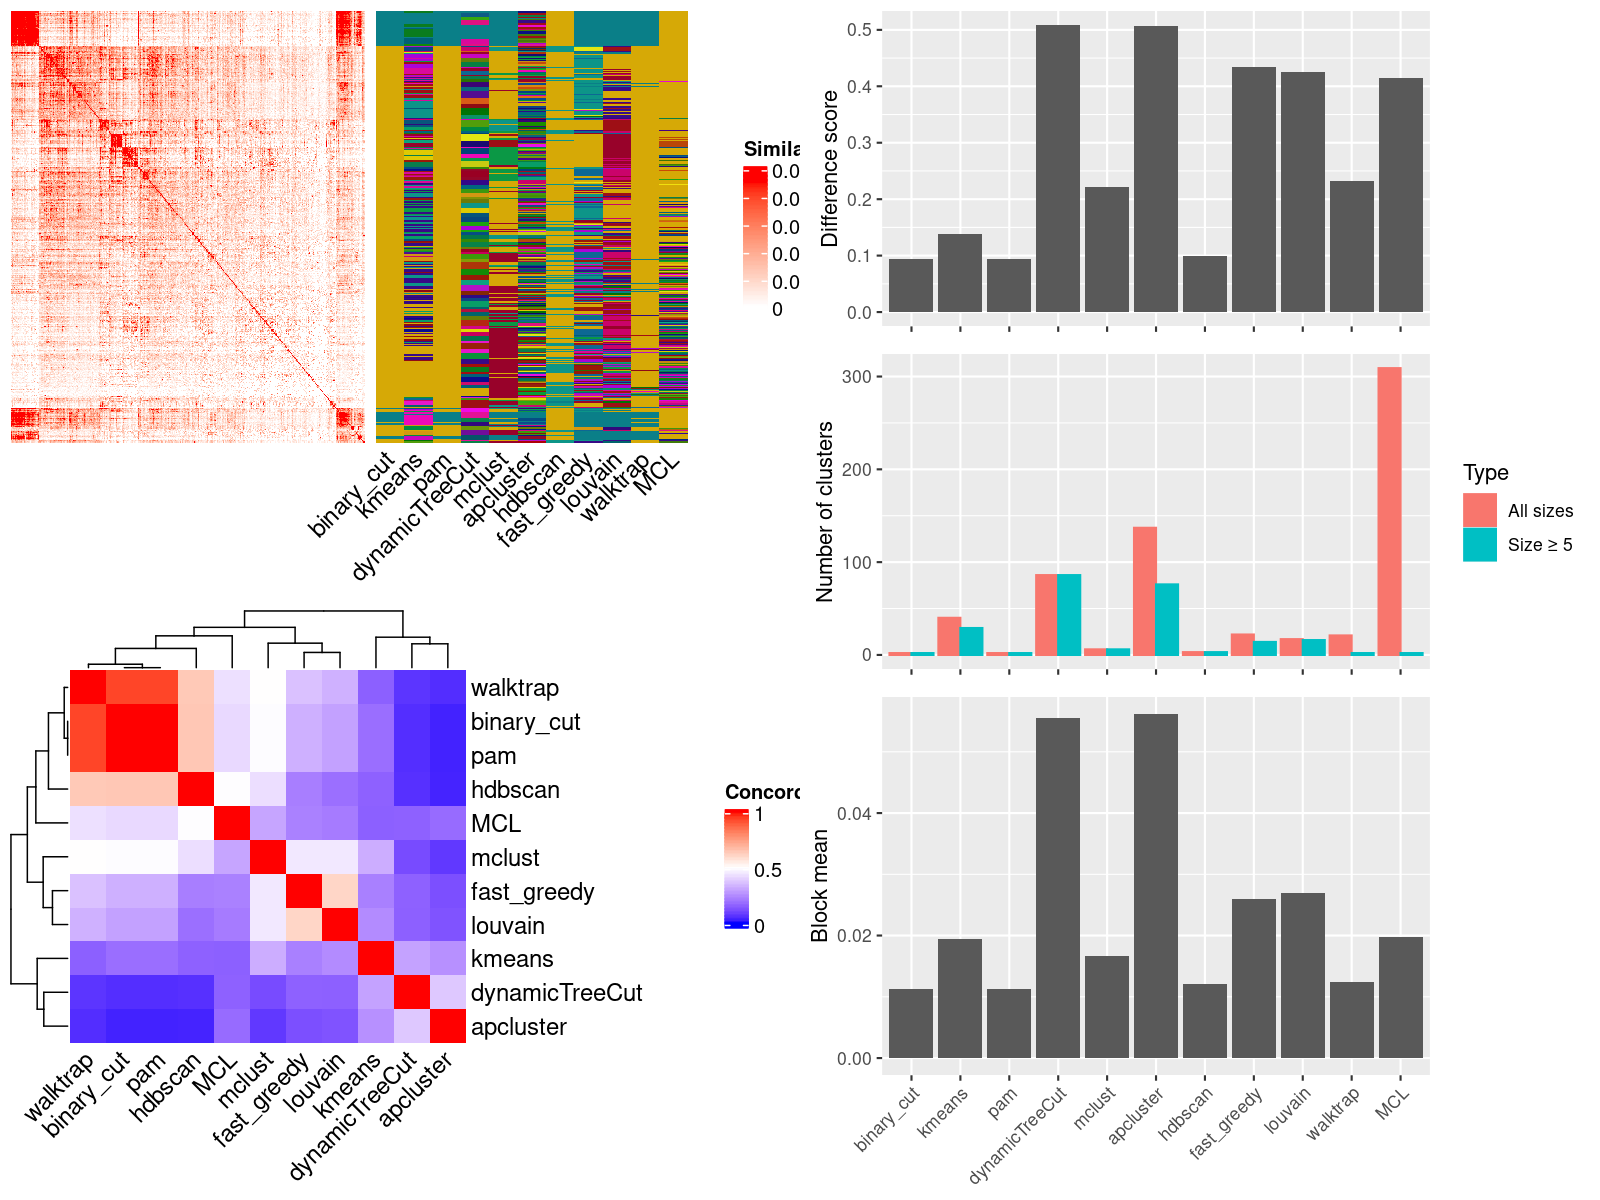 Simila
0.0
0.0
0.0
0.0
0
binary_cut
kmeans
pam
dynamicTreeCut
mclust
apcluster
hdbscan
fast_greedy
louvain
walktrap
MCL
walktrap
binary_cut
pam
hdbscan
MCL
mclust
fast_greedy
louvain
kmeans
dynamicTreeCut
apcluster
walktrap
binary_cut
pam
hdbscan
MCL
mclust
fast_greedy
louvain
kmeans
dynamicTreeCut
apcluster
Concor
1
0.5
0
Difference score
0.5
0.4
0.3
0.2
0.1
0.0
Number of clusters
300
200
100
0
Type
All sizes
Size ≥ 5
Block mean
0.04
0.02
0.00
binary_cut
kmeans
pam
dynamicTreeCut
mclust
apcluster
hdbscan
fast_greedy
louvain
walktrap
MCL